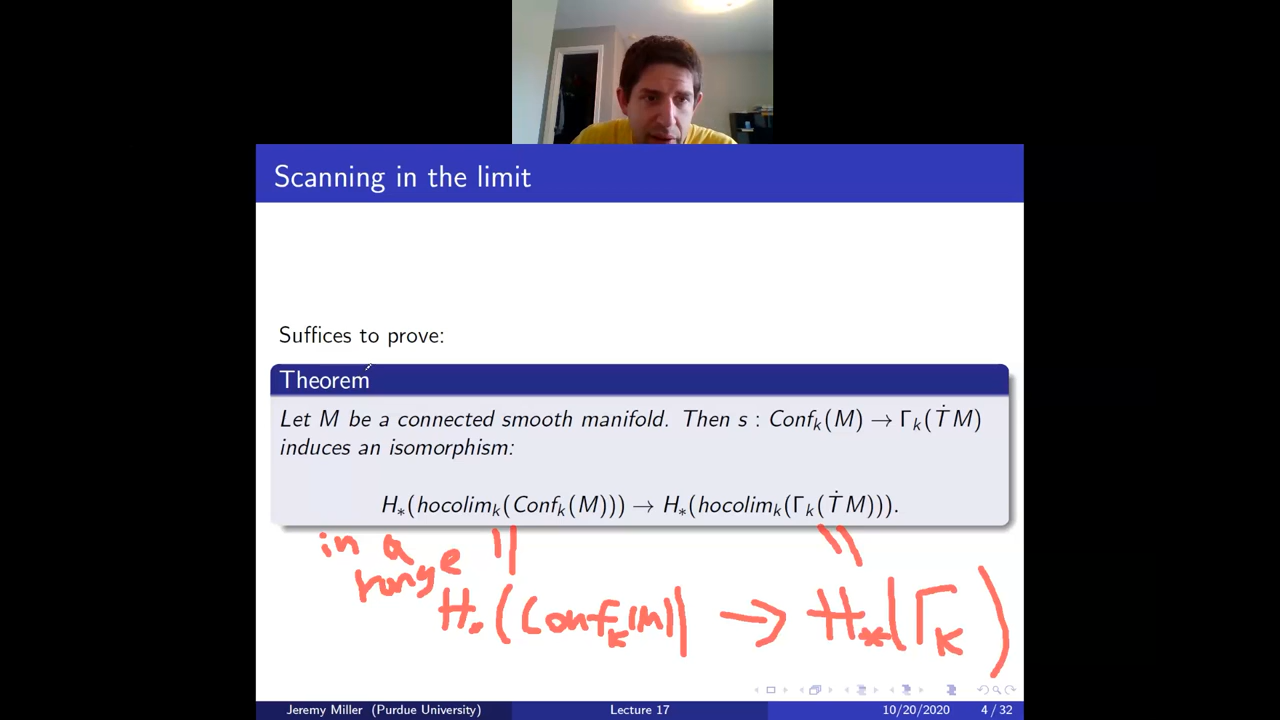 Scanning in the limit
Suffices to prove:
Theorem
Let M be a connected smooth manifold. Then s : Conf_k(M) → Γ_k(ṪM)
induces an isomorphism:
H_*(hocolim_k(Conf_k(M))) → H_*(hocolim_k(Γ_k(ṪM))).
in a
range
H_*(Conf_k(M)) → H_*(Γ_k)
Jeremy Miller (Purdue University) Lecture 17 10/20/2020 4 / 32